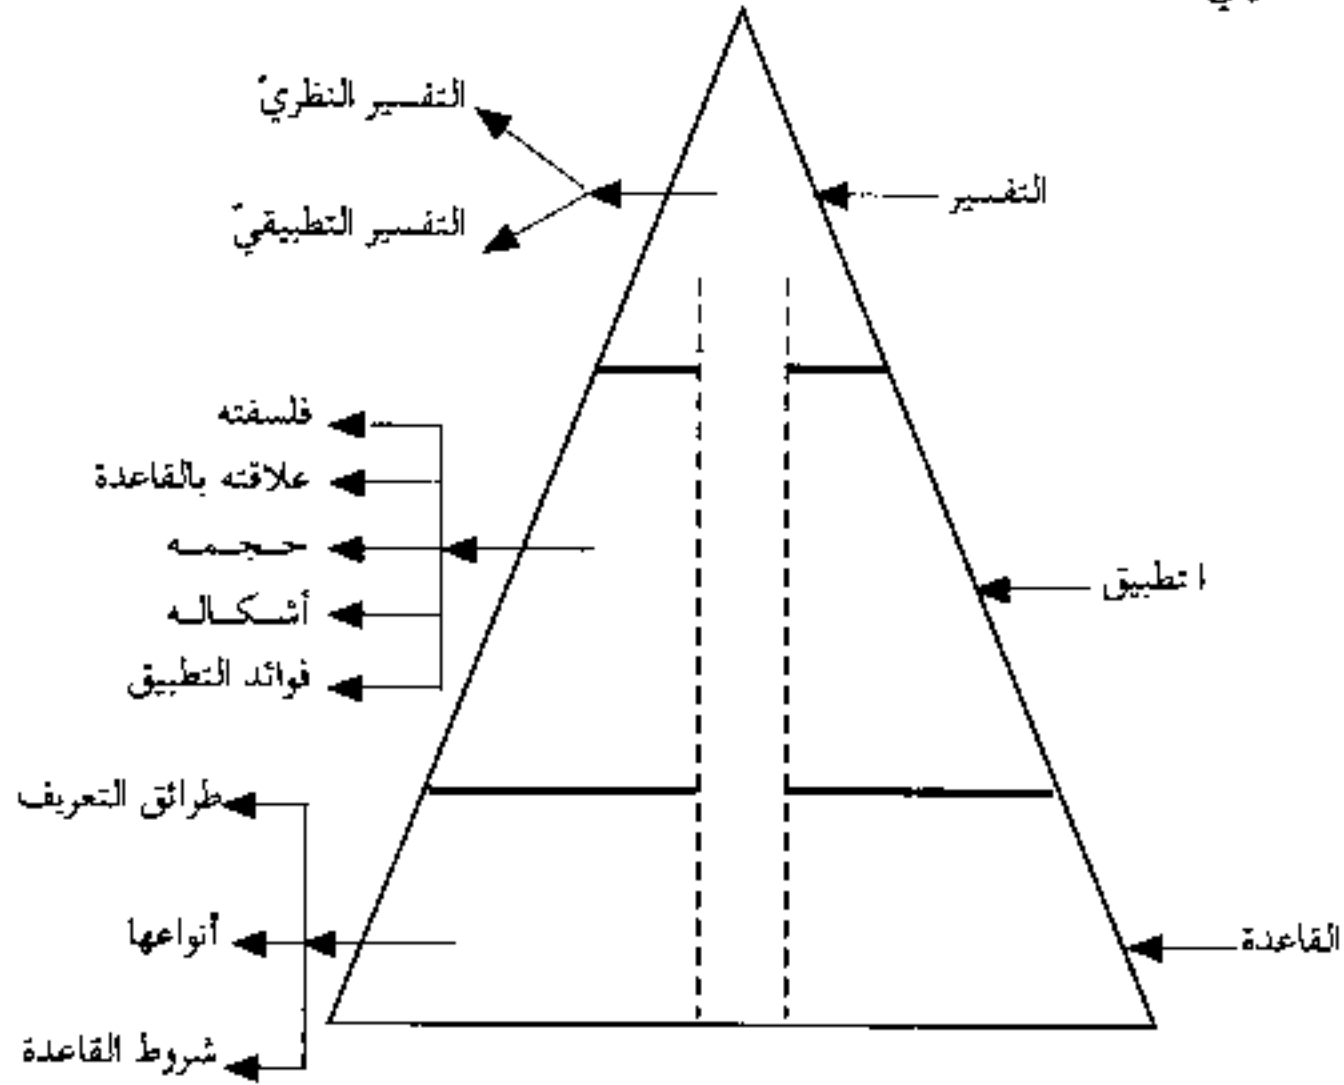 التفسير
التفسير النظريّ
التفسير التطبيقيّ
التطبيق
فلسفته
علاقته بالقاعدة
حجمه
أشكاله
فوائد التطبيق
القاعدة
طرائق التعريف
أنواعها
شروط القاعدة